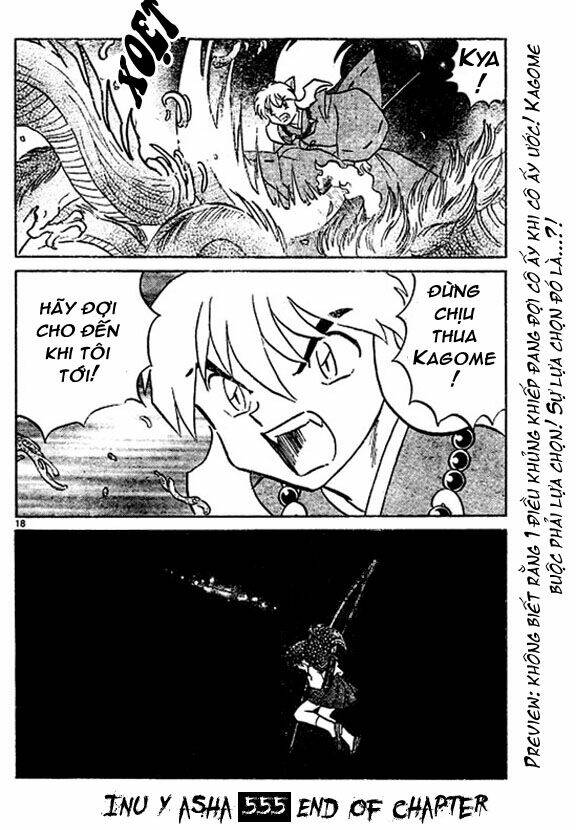 XOẸT
KYA
!
ĐỪNG
CHỊU
THUA
KAGOME
!
HÃY ĐỢI
CHO ĐẾN
KHI TÔI
TỚI!
18
PREVIEW: KHÔNG BIẾT RẰNG 1 ĐIỀU KHỦNG KHIẾP ĐANG ĐỢI CÔ ẤY KHI CÔ ẤY ƯỚC! KAGOME
BUỘC PHẢI LỰA CHỌN! SỰ LỰA CHỌN ĐÓ LÀ...?!
INU Y ASHA 555 END OF CHAPTER